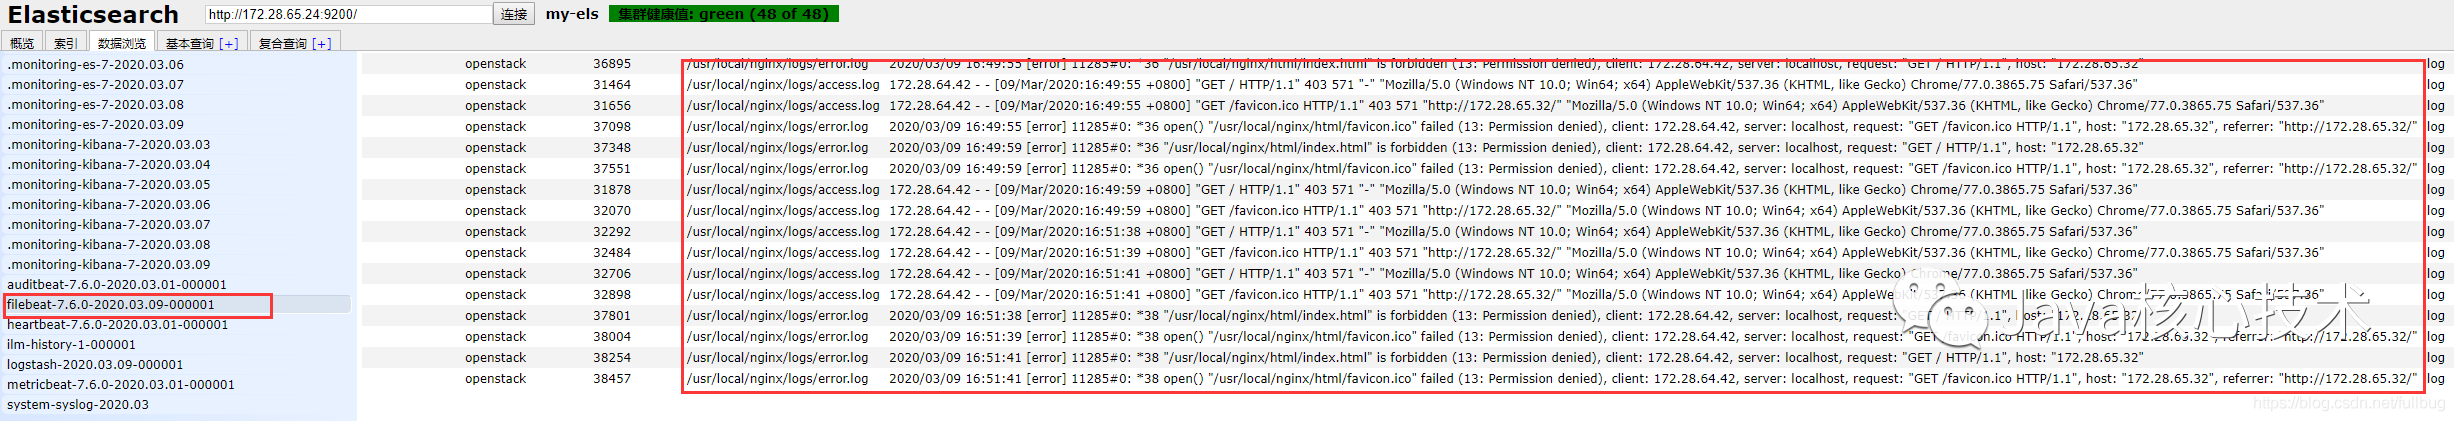 Elasticsearch http://172.28.65.24:9200/ 连接 my-els 集群健康值: green (48 of 48)
概览 索引 数据浏览 基本查询 [+] 复合查询 [+]
.monitoring-es-7-2020.03.06
.monitoring-es-7-2020.03.07
.monitoring-es-7-2020.03.08
.monitoring-es-7-2020.03.09
.monitoring-kibana-7-2020.03.03
.monitoring-kibana-7-2020.03.04
.monitoring-kibana-7-2020.03.05
.monitoring-kibana-7-2020.03.06
.monitoring-kibana-7-2020.03.07
.monitoring-kibana-7-2020.03.08
.monitoring-kibana-7-2020.03.09
auditbeat-7.6.0-2020.03.01-000001
filebeat-7.6.0-2020.03.09-000001
heartbeat-7.6.0-2020.03.01-000001
ilm-history-1-000001
logstash-2020.03.09-000001
metricbeat-7.6.0-2020.03.01-000001
system-syslog-2020.03
openstack 36895 /usr/local/nginx/logs/error.log 2020/03/09 16:49:55 [error] 11285#0: *36 "/usr/local/nginx/html/index.html" is forbidden (13: Permission denied), client: 172.28.64.42, server: localhost, request: "GET / HTTP/1.1", host: "172.28.65.32" log
openstack 31464 /usr/local/nginx/logs/access.log 172.28.64.42 - - [09/Mar/2020:16:49:55 +0800] "GET / HTTP/1.1" 403 571 "-" "Mozilla/5.0 (Windows NT 10.0; Win64; x64) AppleWebKit/537.36 (KHTML, like Gecko) Chrome/77.0.3865.75 Safari/537.36" log
openstack 31656 /usr/local/nginx/logs/access.log 172.28.64.42 - - [09/Mar/2020:16:49:55 +0800] "GET /favicon.ico HTTP/1.1" 403 571 "http://172.28.65.32/" "Mozilla/5.0 (Windows NT 10.0; Win64; x64) AppleWebKit/537.36 (KHTML, like Gecko) Chrome/77.0.3865.75 Safari/537.36" log
openstack 37098 /usr/local/nginx/logs/error.log 2020/03/09 16:49:55 [error] 11285#0: *36 open() "/usr/local/nginx/html/favicon.ico" failed (13: Permission denied), client: 172.28.64.42, server: localhost, request: "GET /favicon.ico HTTP/1.1", host: "172.28.65.32", referrer: "http://172.28.65.32/" log
openstack 37348 /usr/local/nginx/logs/error.log 2020/03/09 16:49:59 [error] 11285#0: *36 "/usr/local/nginx/html/index.html" is forbidden (13: Permission denied), client: 172.28.64.42, server: localhost, request: "GET / HTTP/1.1", host: "172.28.65.32" log
openstack 37551 /usr/local/nginx/logs/error.log 2020/03/09 16:49:59 [error] 11285#0: *36 open() "/usr/local/nginx/html/favicon.ico" failed (13: Permission denied), client: 172.28.64.42, server: localhost, request: "GET /favicon.ico HTTP/1.1", host: "172.28.65.32", referrer: "http://172.28.65.32/" log
openstack 31878 /usr/local/nginx/logs/access.log 172.28.64.42 - - [09/Mar/2020:16:49:59 +0800] "GET / HTTP/1.1" 403 571 "-" "Mozilla/5.0 (Windows NT 10.0; Win64; x64) AppleWebKit/537.36 (KHTML, like Gecko) Chrome/77.0.3865.75 Safari/537.36" log
openstack 32070 /usr/local/nginx/logs/access.log 172.28.64.42 - - [09/Mar/2020:16:49:59 +0800] "GET /favicon.ico HTTP/1.1" 403 571 "http://172.28.65.32/" "Mozilla/5.0 (Windows NT 10.0; Win64; x64) AppleWebKit/537.36 (KHTML, like Gecko) Chrome/77.0.3865.75 Safari/537.36" log
openstack 32292 /usr/local/nginx/logs/access.log 172.28.64.42 - - [09/Mar/2020:16:51:38 +0800] "GET / HTTP/1.1" 403 571 "-" "Mozilla/5.0 (Windows NT 10.0; Win64; x64) AppleWebKit/537.36 (KHTML, like Gecko) Chrome/77.0.3865.75 Safari/537.36" log
openstack 32484 /usr/local/nginx/logs/access.log 172.28.64.42 - - [09/Mar/2020:16:51:39 +0800] "GET /favicon.ico HTTP/1.1" 403 571 "http://172.28.65.32/" "Mozilla/5.0 (Windows NT 10.0; Win64; x64) AppleWebKit/537.36 (KHTML, like Gecko) Chrome/77.0.3865.75 Safari/537.36" log
openstack 32706 /usr/local/nginx/logs/access.log 172.28.64.42 - - [09/Mar/2020:16:51:41 +0800] "GET / HTTP/1.1" 403 571 "-" "Mozilla/5.0 (Windows NT 10.0; Win64; x64) AppleWebKit/537.36 (KHTML, like Gecko) Chrome/77.0.3865.75 Safari/537.36" log
openstack 32898 /usr/local/nginx/logs/access.log 172.28.64.42 - - [09/Mar/2020:16:51:41 +0800] "GET /favicon.ico HTTP/1.1" 403 571 "http://172.28.65.32/" "Mozilla/5.0 (Windows NT 10.0; Win64; x64) AppleWebKit/537.36 (KHTML, like Gecko) Chrome/77.0.3865.75 Safari/537.36" log
openstack 37801 /usr/local/nginx/logs/error.log 2020/03/09 16:51:38 [error] 11285#0: *38 "/usr/local/nginx/html/index.html" is forbidden (13: Permission denied), client: 172.28.64.42, server: localhost, request: "GET / HTTP/1.1", host: "172.28.65.32" log
openstack 38004 /usr/local/nginx/logs/error.log 2020/03/09 16:51:39 [error] 11285#0: *38 open() "/usr/local/nginx/html/favicon.ico" failed (13: Permission denied), client: 172.28.64.42, server: localhost, request: "GET /favicon.ico HTTP/1.1", host: "172.28.65.32", referrer: "http://172.28.65.32/" log
openstack 38254 /usr/local/nginx/logs/error.log 2020/03/09 16:51:41 [error] 11285#0: *38 "/usr/local/nginx/html/index.html" is forbidden (13: Permission denied), client: 172.28.64.42, server: localhost, request: "GET / HTTP/1.1", host: "172.28.65.32" log
openstack 38457 /usr/local/nginx/logs/error.log 2020/03/09 16:51:41 [error] 11285#0: *38 open() "/usr/local/nginx/html/favicon.ico" failed (13: Permission denied), client: 172.28.64.42, server: localhost, request: "GET /favicon.ico HTTP/1.1", host: "172.28.65.32", referrer: "http://172.28.65.32/" log
Java核心技术
https://blog.csdn.net/fullbug